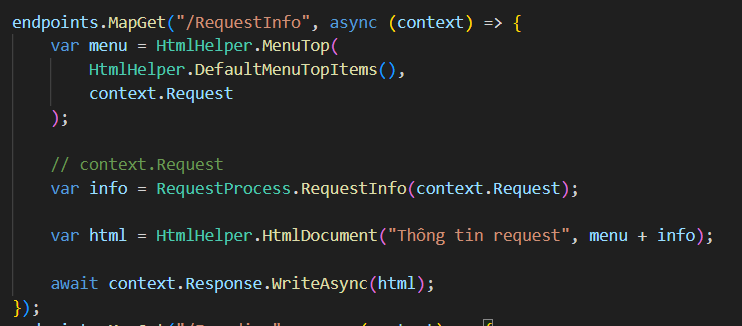 endpoints.MapGet("/RequestInfo", async (context) => {
    var menu = HtmlHelper.MenuTop(
        HtmlHelper.DefaultMenuTopItems(),
        context.Request
    );

    // context.Request
    var info = RequestProcess.RequestInfo(context.Request);

    var html = HtmlHelper.HtmlDocument("Thông tin request", menu + info);

    await context.Response.WriteAsync(html);
});